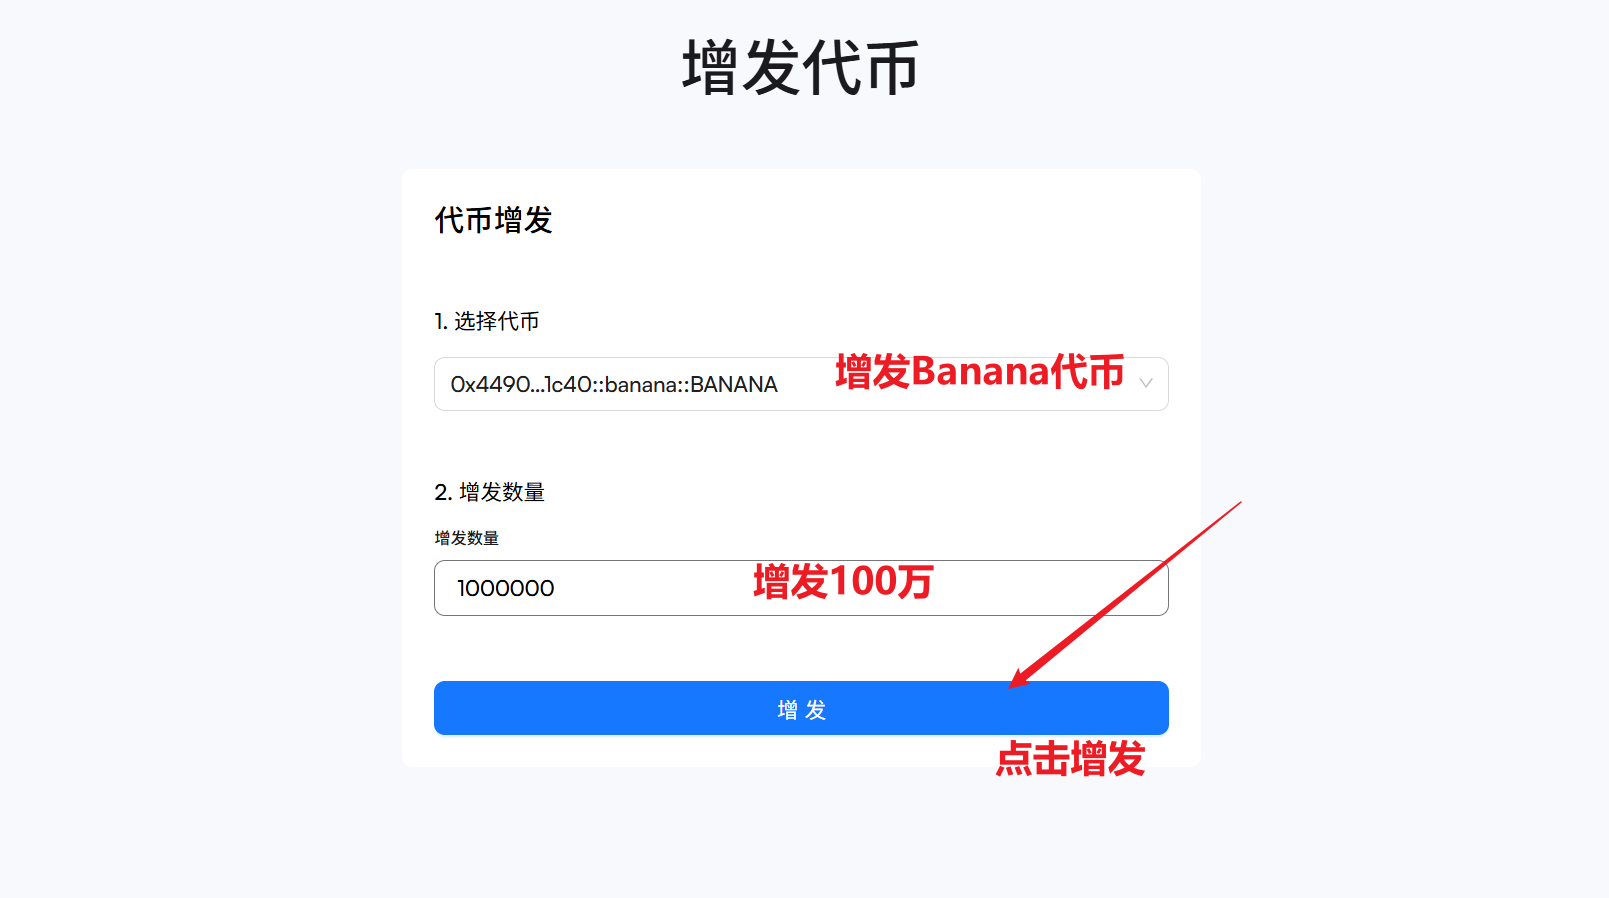 增发代币
代币增发
1. 选择代币
0x4490...1c40::banana::BANANA
增发Banana代币
2. 增发数量
增发数量
1000000
增发100万
增 发
点击增发